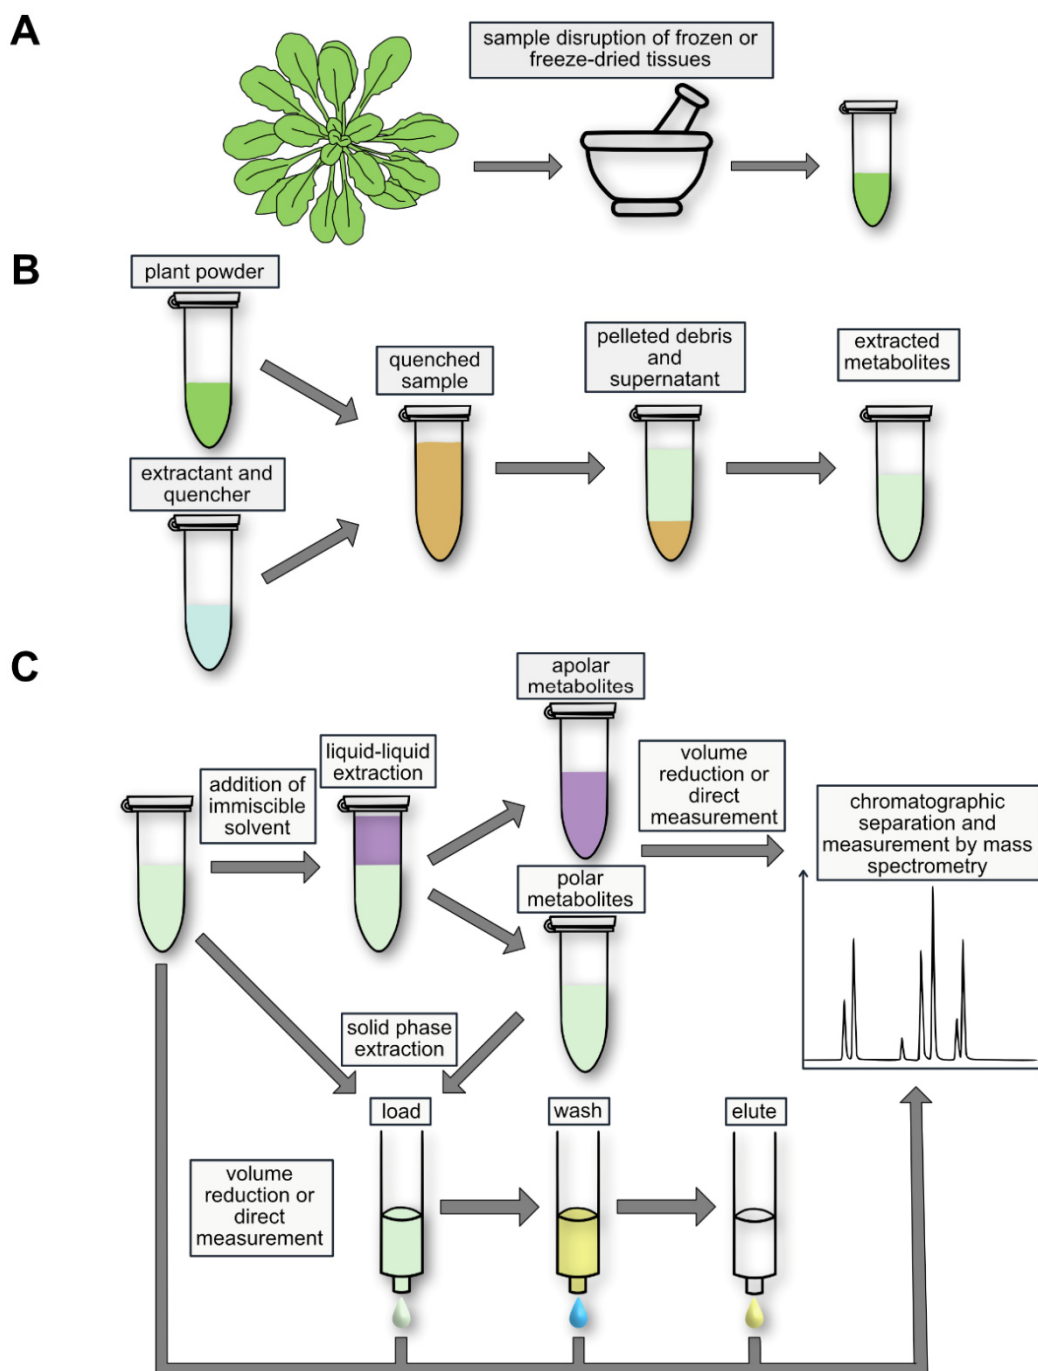 A
sample disruption of frozen or
freeze-dried tissues
B
plant powder
extractant and
quencher
quenched
sample
pelleted debris
and
supernatant
extracted
metabolites
C
addition of
immiscible
solvent
liquid-liquid
extraction
apolar
metabolites
polar
metabolites
volume
reduction or
direct
measurement
chromatographic
separation and
measurement by mass
spectrometry
solid phase
extraction
load
wash
elute
volume
reduction or
direct
measurement